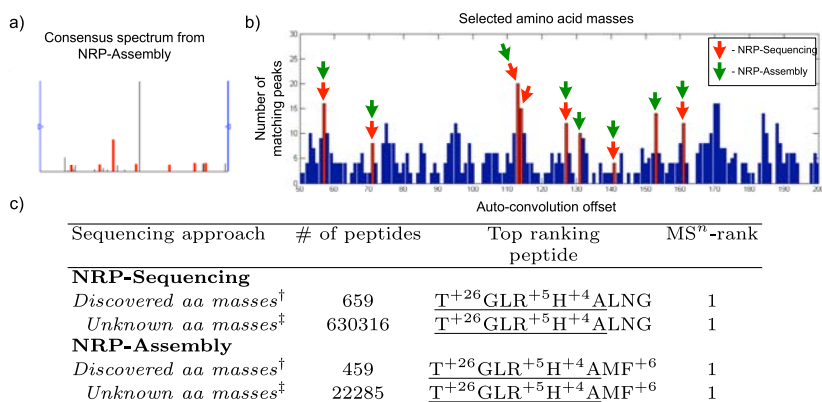 a)
Consensus spectrum from
NRP-Assembly
b)
Selected amino acid masses
- NRP-Sequencing
- NRP-Assembly
Number of
matching peaks
30
25
20
15
10
5
0
50 60 70 80 90 100 110 120 130 140 150 160 170 180 190 200
Auto-convolution offset
c)
Sequencing approach # of peptides Top ranking peptide MSⁿ-rank
NRP-Sequencing
Discovered aa masses† 659 T⁺²⁶GLR⁺⁵H⁺⁴ALNG 1
Unknown aa masses‡ 630316 T⁺²⁶GLR⁺⁵H⁺⁴ALNG 1
NRP-Assembly
Discovered aa masses† 459 T⁺²⁶GLR⁺⁵H⁺⁴AMF⁺⁶ 1
Unknown aa masses‡ 22285 T⁺²⁶GLR⁺⁵H⁺⁴AMF⁺⁶ 1